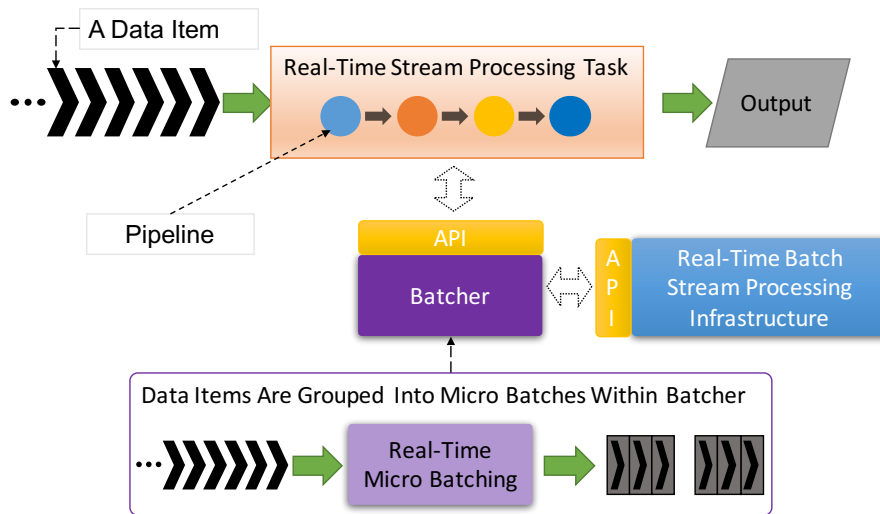 A Data Item
Real-Time Stream Processing Task
Output
Pipeline
API
Batcher
A
P
I
Real-Time Batch
Stream Processing
Infrastructure
Data Items Are Grouped Into Micro Batches Within Batcher
Real-Time
Micro Batching